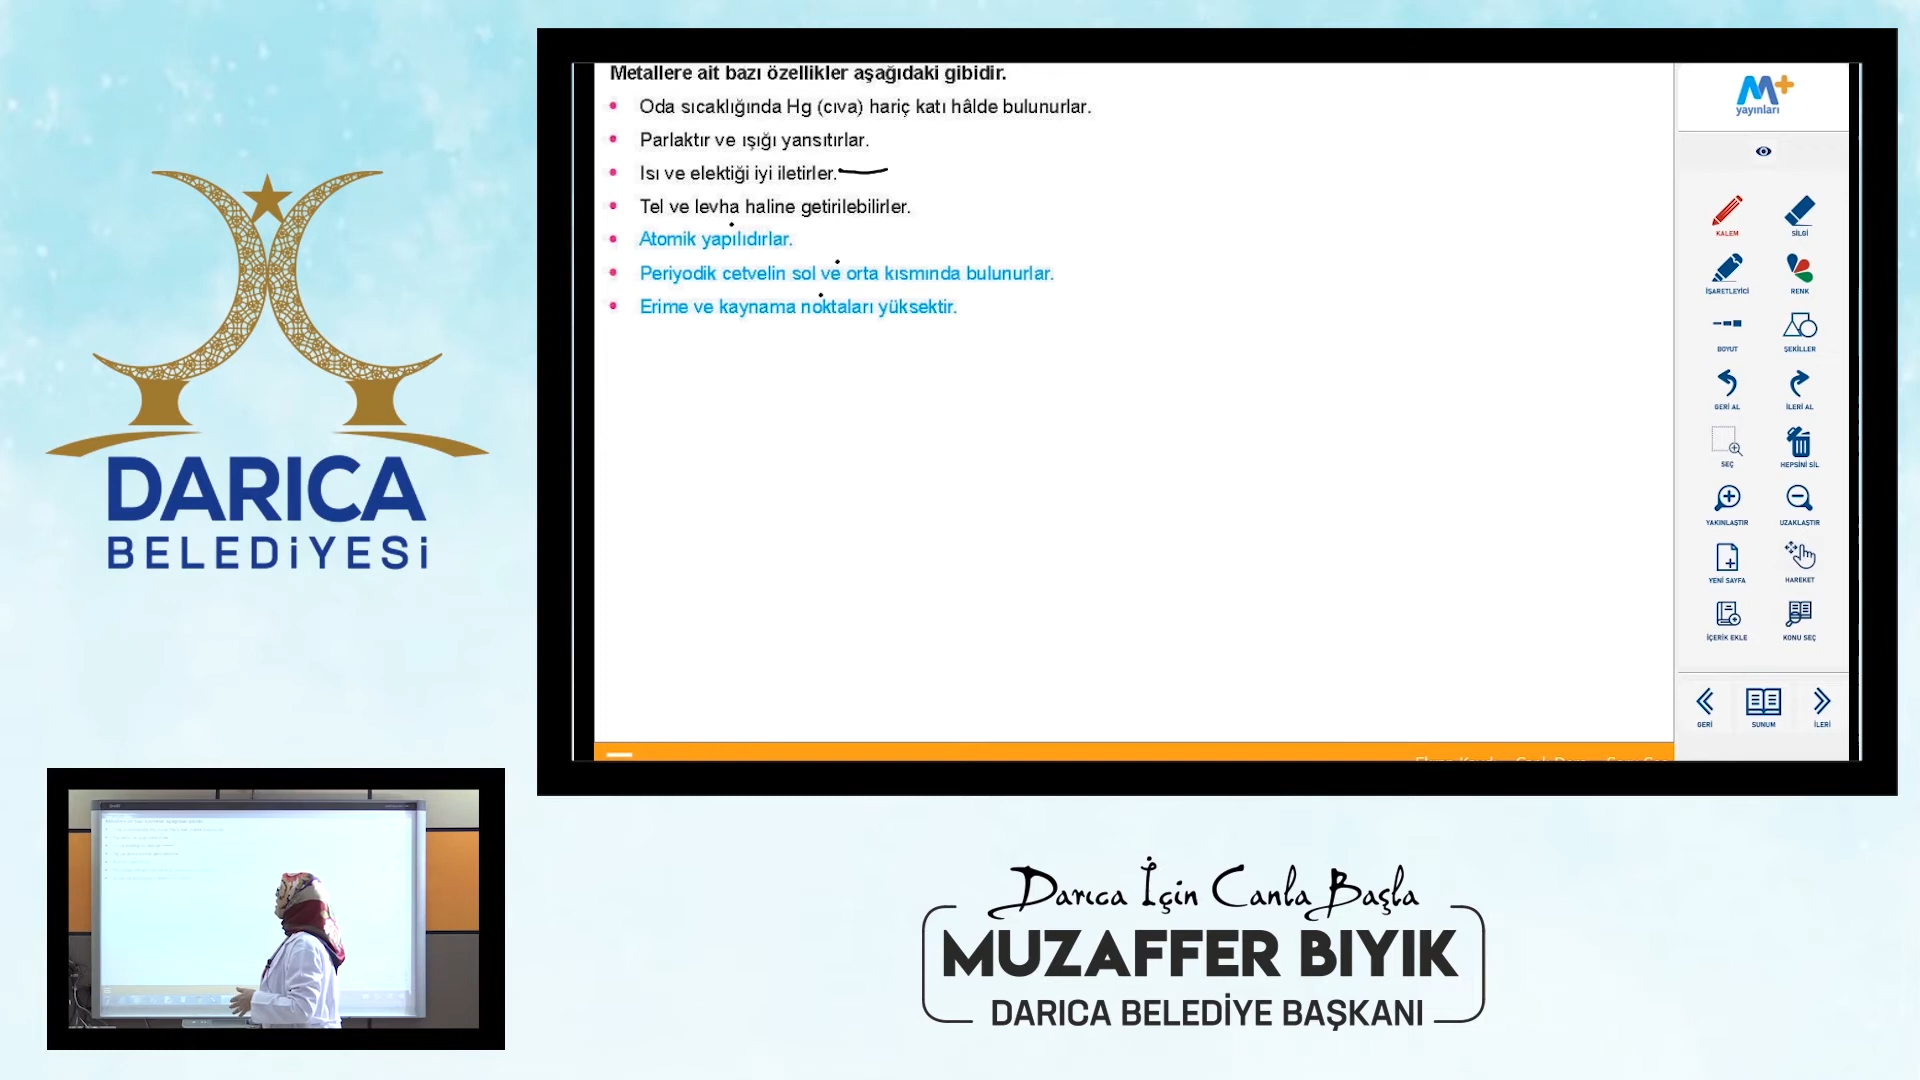 Metallere ait bazı özellikler aşağıdaki gibidir.
• Oda sıcaklığında Hg (cıva) hariç katı hâlde bulunurlar.
• Parlaktır ve ışığı yansıtırlar.
• Isı ve elektiği iyi iletirler.
• Tel ve levha haline getirilebilirler.
• Atomik yapılıdırlar.
• Periyodik cetvelin sol ve orta kısmında bulunurlar.
• Erime ve kaynama noktaları yüksektir.
M+
yayınları
KALEM
SİLGİ
İŞARETLEYİCİ
RENK
BOYUT
ŞEKİLLER
GERİ AL
İLERİ AL
SEÇ
HEPSİNİ SİL
YAKINLAŞTIR
UZAKLAŞTIR
YENİ SAYFA
HAREKET
İÇERİK EKLE
KONU SEÇ
GERİ
SUNUM
İLERİ
DARICA
BELEDİYESİ
Darıca İçin Canla Başla
MUZAFFER BIYIK
DARICA BELEDİYE BAŞKANI